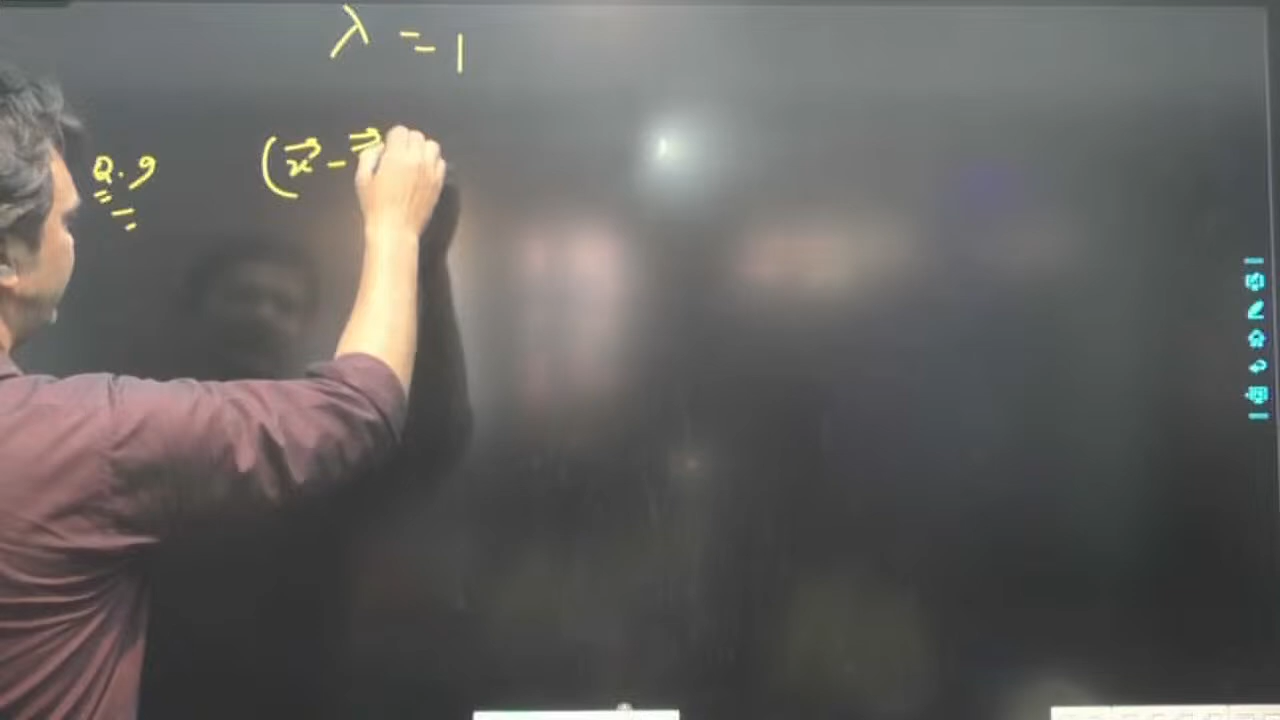 λ = 1
Q.9 (x⃗ -